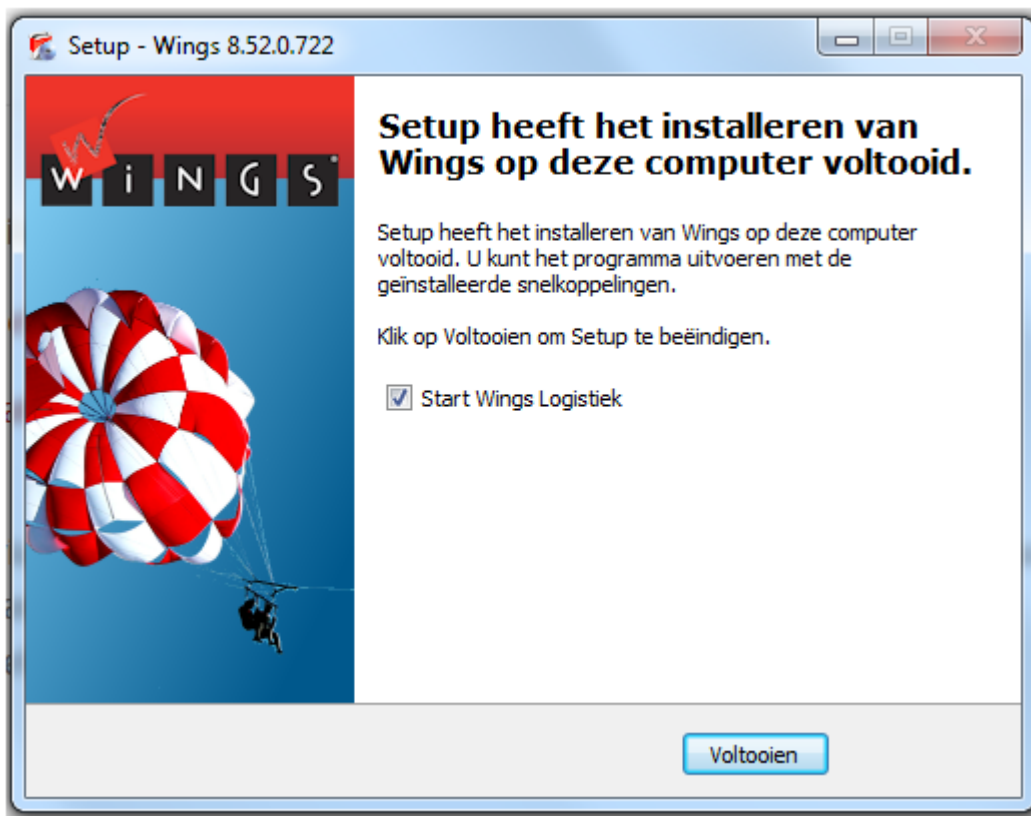 Setup - Wings 8.52.0.722
W
WiNGS®
Setup heeft het installeren van
Wings op deze computer voltooid.
Setup heeft het installeren van Wings op deze computer
voltooid. U kunt het programma uitvoeren met de
geïnstalleerde snelkoppelingen.
Klik op Voltooien om Setup te beëindigen.
Start Wings Logistiek
Voltooien